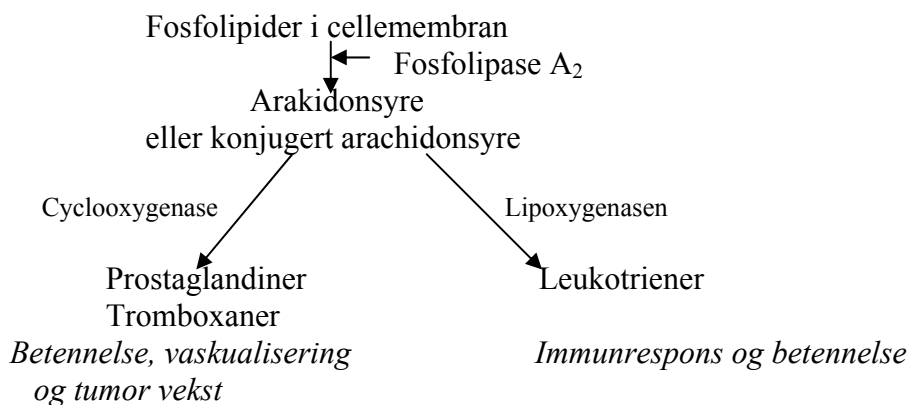 Fosfolipider i cellemembran
Fosfolipase A₂
Arakidonsyre
eller konjugert arachidonsyre
Cyclooxygenase
Lipoxygenasen
Prostaglandiner
Tromboxaner
Betennelse, vaskualisering
og tumor vekst
Leukotriener
Immunrespons og betennelse